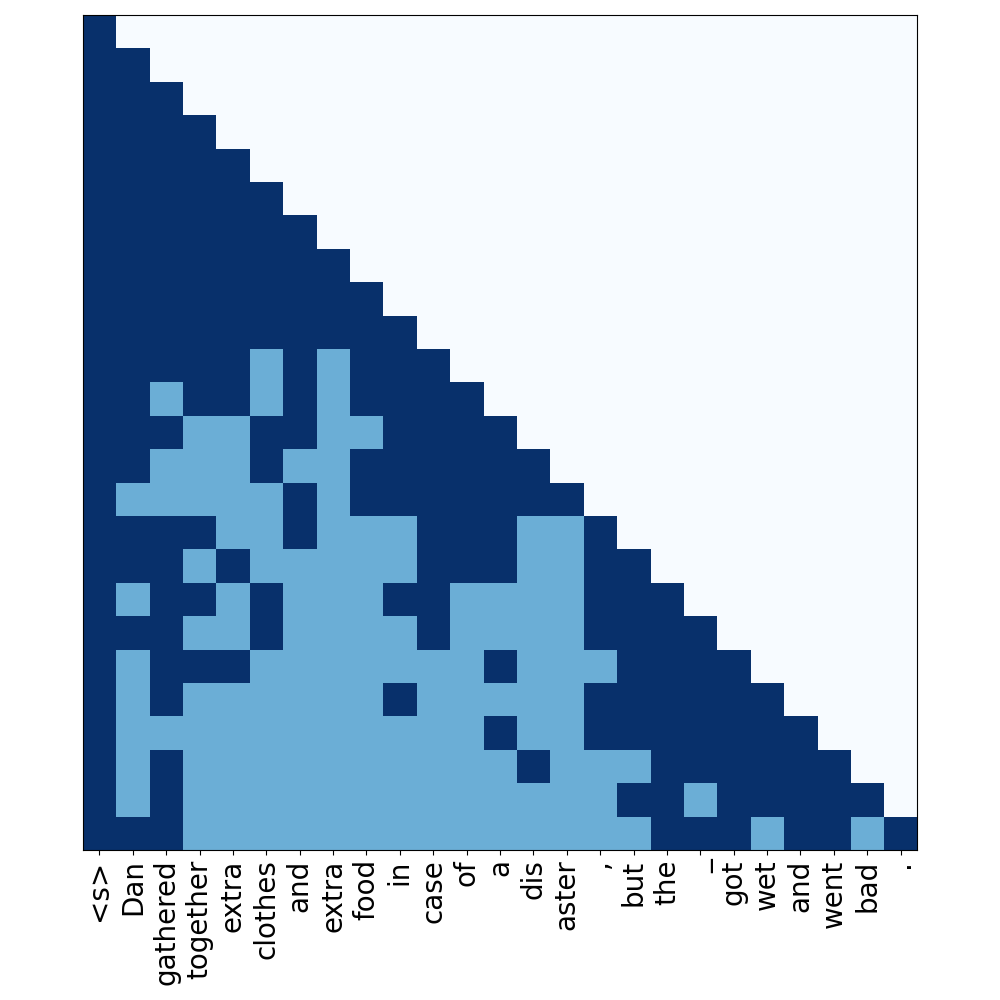 <s>
Dan
gathered
together
extra
clothes
and
extra
food
in
case
of
a
dis
aster
,
but
the
_
got
wet
and
went
bad
.